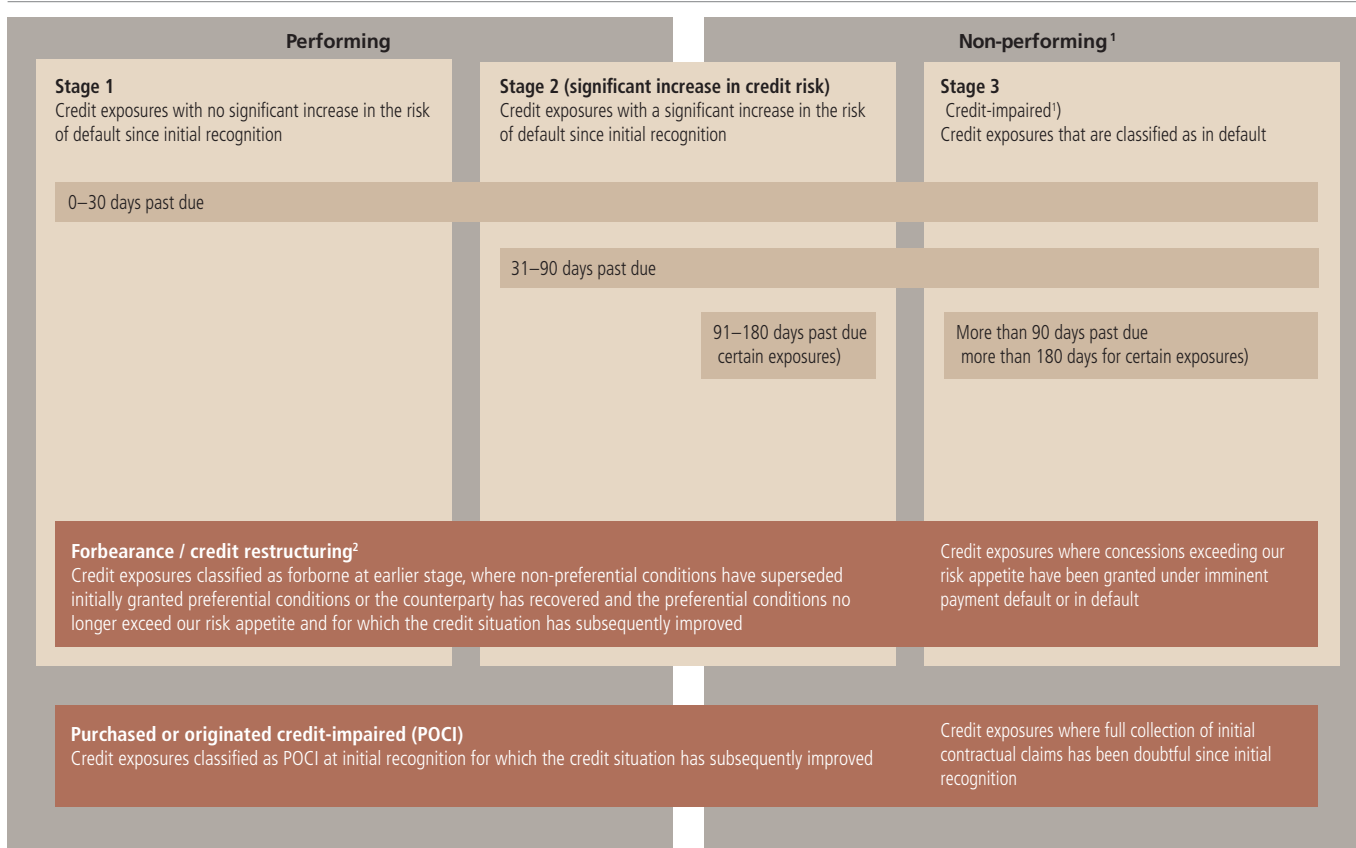 Performing
Non-performing¹
Stage 1
Credit exposures with no significant increase in the risk
of default since initial recognition
Stage 2 (significant increase in credit risk)
Credit exposures with a significant increase in the risk
of default since initial recognition
Stage 3
Credit-impaired¹)
Credit exposures that are classified as in default
0–30 days past due
31–90 days past due
91–180 days past due
certain exposures)
More than 90 days past due
more than 180 days for certain exposures)
Forbearance / credit restructuring²
Credit exposures classified as forborne at earlier stage, where non-preferential conditions have superseded
initially granted preferential conditions or the counterparty has recovered and the preferential conditions no
longer exceed our risk appetite and for which the credit situation has subsequently improved
Credit exposures where concessions exceeding our
risk appetite have been granted under imminent
payment default or in default
Purchased or originated credit-impaired (POCI)
Credit exposures classified as POCI at initial recognition for which the credit situation has subsequently improved
Credit exposures where full collection of initial
contractual claims has been doubtful since initial
recognition